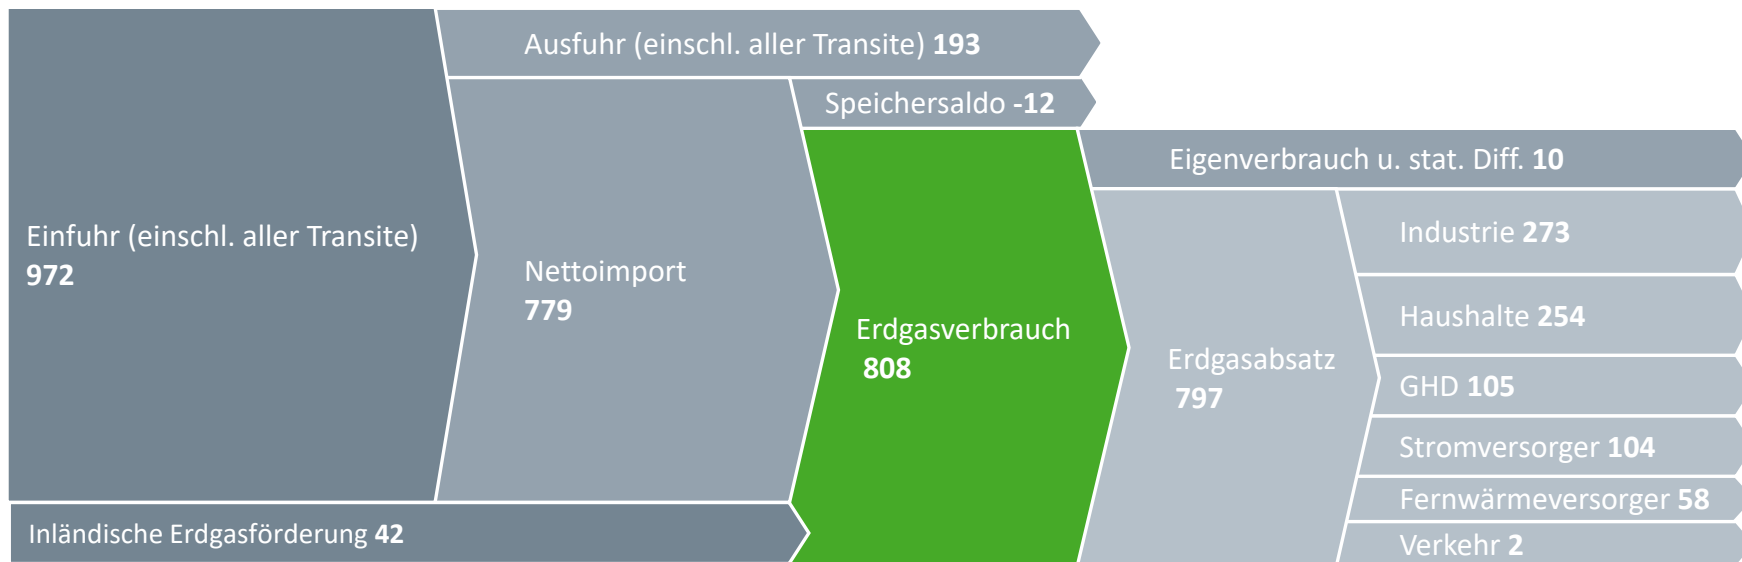 Einfuhr (einschl. aller Transite)
972
Inländische Erdgasförderung 42
Ausfuhr (einschl. aller Transite) 193
Nettoimport
779
Speichersaldo -12
Erdgasverbrauch
808
Eigenverbrauch u. stat. Diff. 10
Erdgasabsatz
797
Industrie 273
Haushalte 254
GHD 105
Stromversorger 104
Fernwärmeversorger 58
Verkehr 2